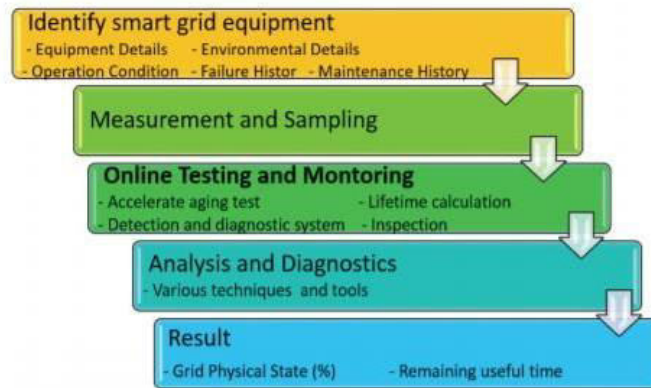 Identify smart grid equipment
- Equipment Details - Environmental Details
- Operation Condition - Failure Histor - Maintenance History
Measurement and Sampling
Online Testing and Montoring
- Accelerate aging test - Lifetime calculation
- Detection and diagnostic system - Inspection
Analysis and Diagnostics
- Various techniques and tools
Result
- Grid Physical State (%) - Remaining useful time